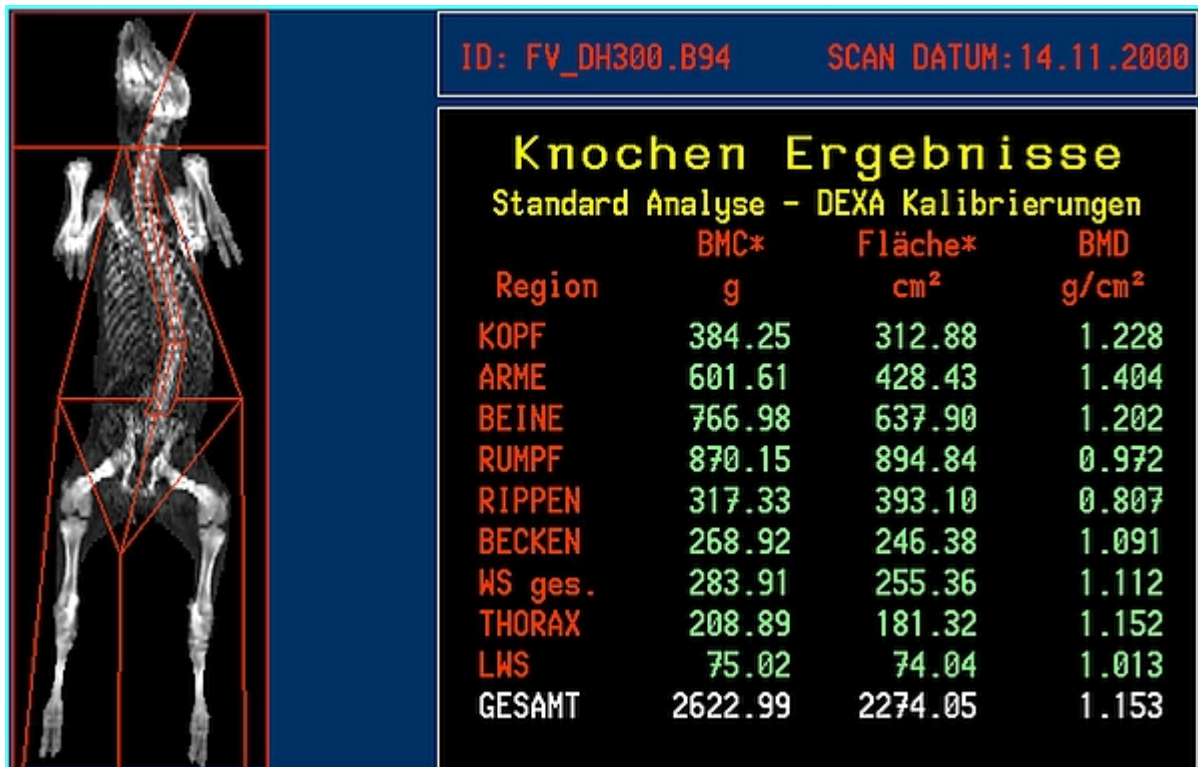 ID: FV_DH300.B94 SCAN DATUM:14.11.2000
Knochen Ergebnisse
Standard Analyse - DEXA Kalibrierungen
BMC* Fläche* BMD
Region g cm² g/cm²
KOPF 384.25 312.88 1.228
ARME 601.61 428.43 1.404
BEINE 766.98 637.90 1.202
RUMPF 870.15 894.84 0.972
RIPPEN 317.33 393.10 0.807
BECKEN 268.92 246.38 1.091
WS ges. 283.91 255.36 1.112
THORAX 208.89 181.32 1.152
LWS 75.02 74.04 1.013
GESAMT 2622.99 2274.05 1.153